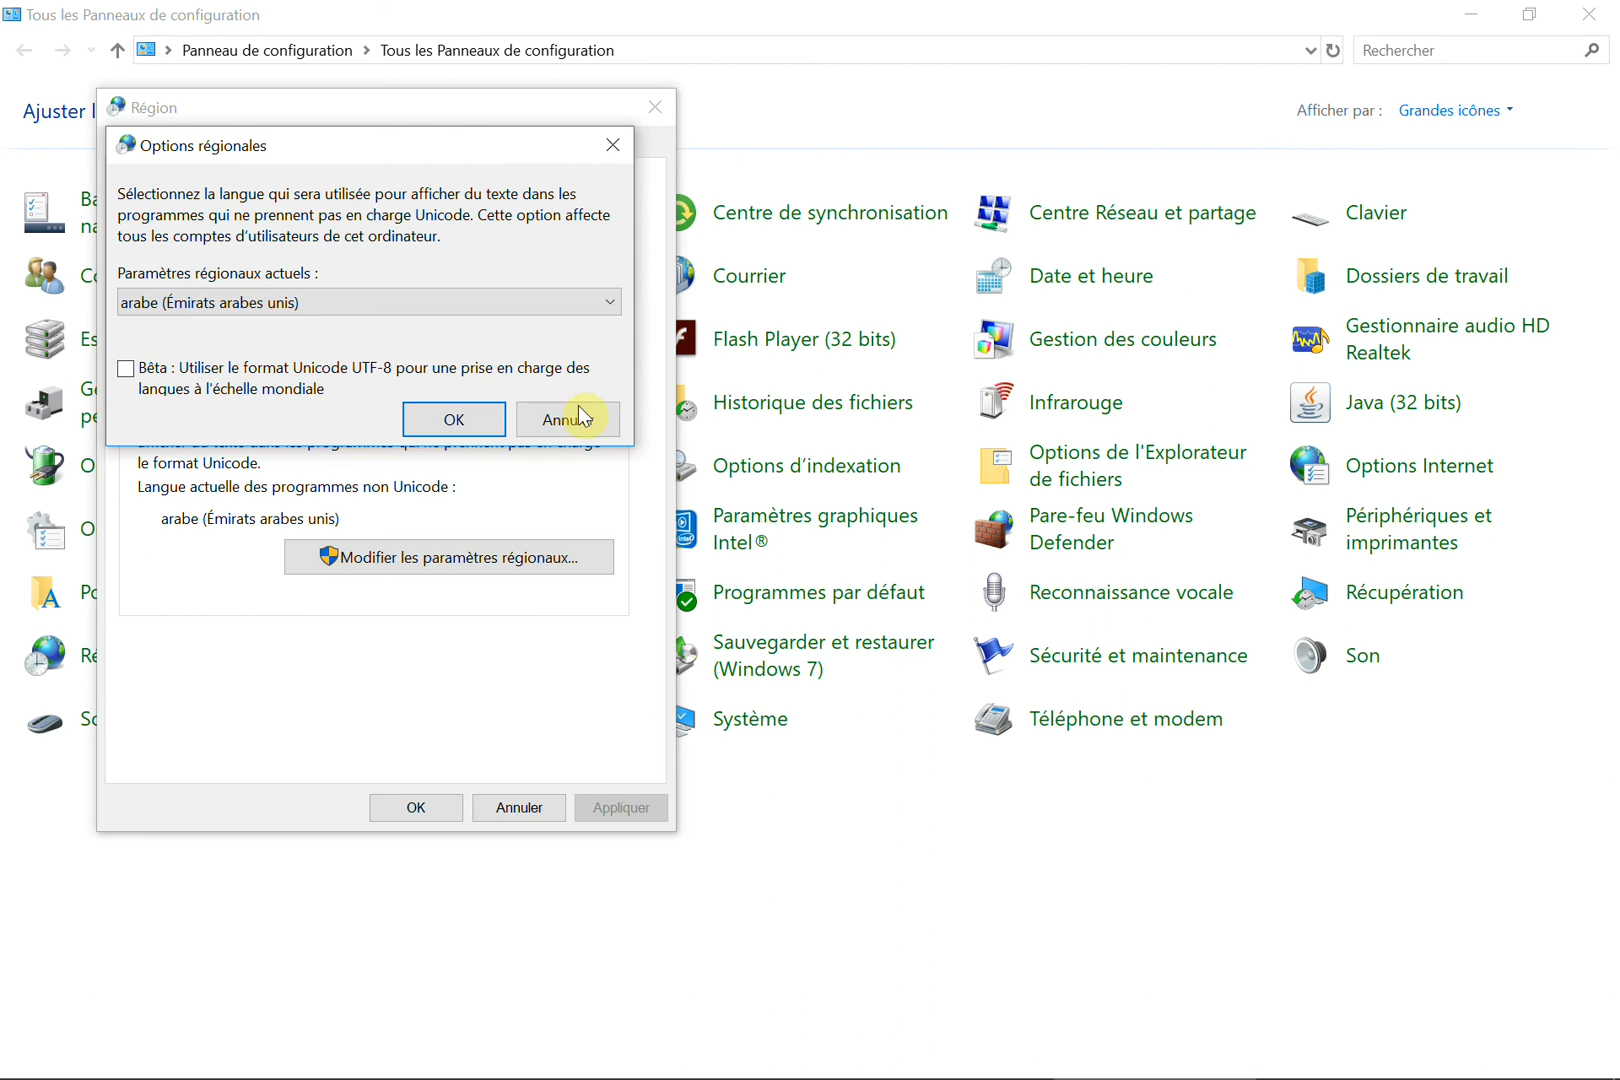 Tous les Panneaux de configuration
Panneau de configuration > Tous les Panneaux de configuration
Rechercher
Ajuster
Afficher par : Grandes icônes
Région
Options régionales
Sélectionnez la langue qui sera utilisée pour afficher du texte dans les
programmes qui ne prennent pas en charge Unicode. Cette option affecte
tous les comptes d'utilisateurs de cet ordinateur.
Paramètres régionaux actuels :
arabe (Émirats arabes unis)
Bêta : Utiliser le format Unicode UTF-8 pour une prise en charge des
langues à l'échelle mondiale
OK
Annuler
le format Unicode.
Langue actuelle des programmes non Unicode :
arabe (Émirats arabes unis)
Modifier les paramètres régionaux...
OK
Annuler
Appliquer
Centre de synchronisation
Centre Réseau et partage
Clavier
Courrier
Date et heure
Dossiers de travail
Flash Player (32 bits)
Gestion des couleurs
Gestionnaire audio HD
Realtek
Historique des fichiers
Infrarouge
Java (32 bits)
Options d'indexation
Options de l'Explorateur
de fichiers
Options Internet
Paramètres graphiques
Intel®
Pare-feu Windows
Defender
Périphériques et
imprimantes
Programmes par défaut
Reconnaissance vocale
Récupération
Sauvegarder et restaurer
(Windows 7)
Sécurité et maintenance
Son
Système
Téléphone et modem